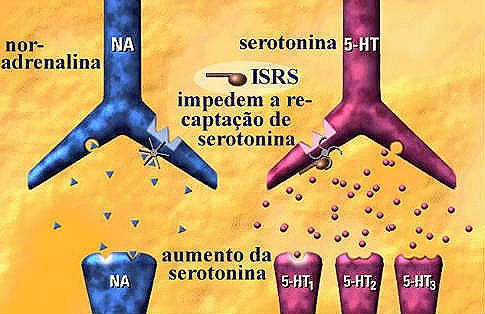 nor-
adrenalina
NA
serotonina
5-HT
ISRS
impedem a re-
captação de
serotonina
aumento da
serotonina
NA
5-HT1
5-HT2
5-HT3